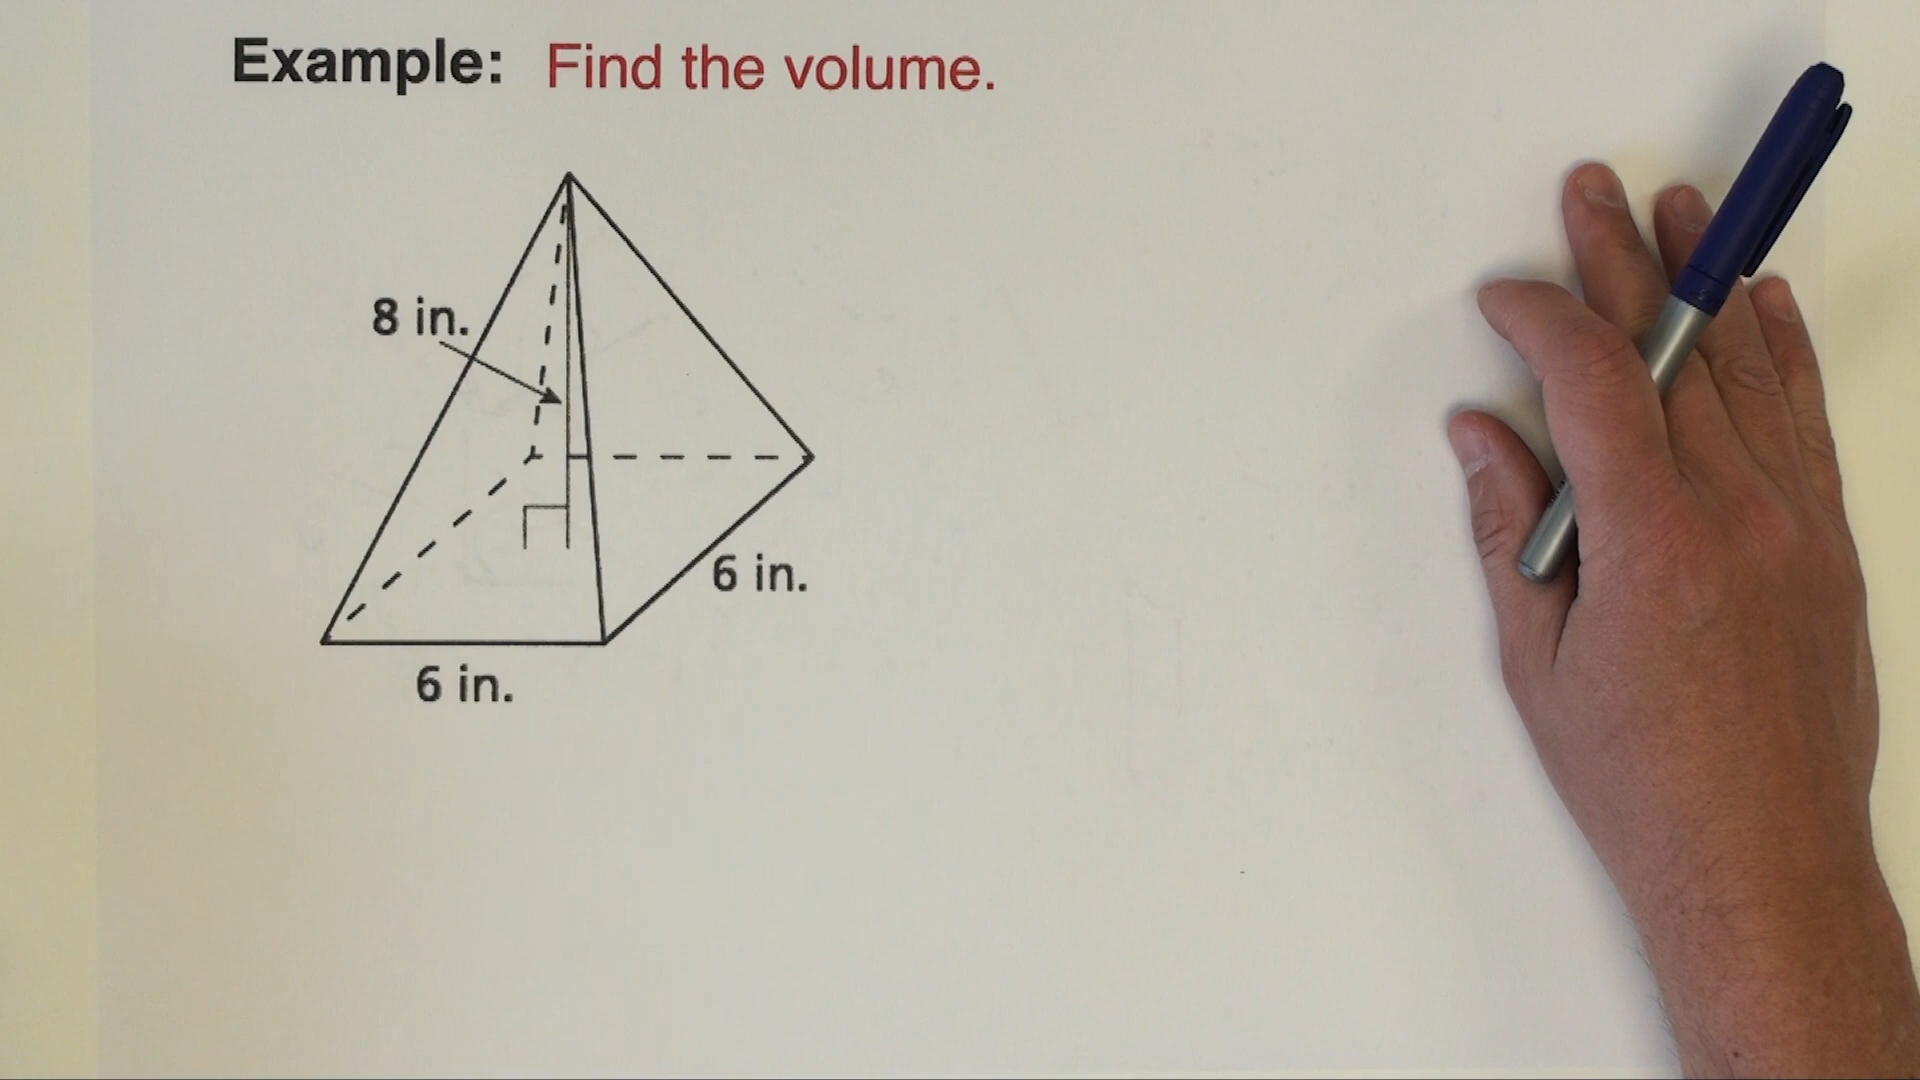 Example: Find the volume.
8 in.
6 in.
6 in.